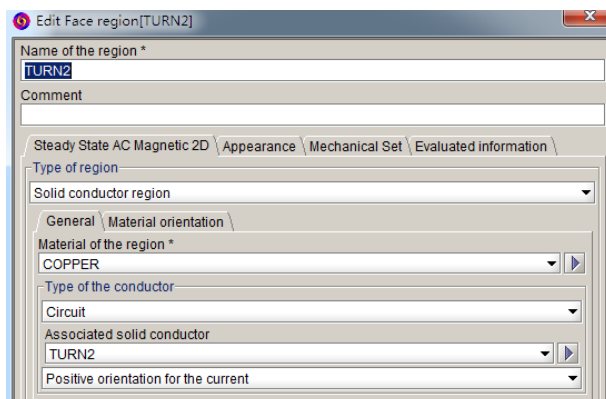 Edit Face region[TURN2]
Name of the region *
TURN2
Comment
Steady State AC Magnetic 2D Appearance Mechanical Set Evaluated information
Type of region
Solid conductor region
General Material orientation
Material of the region *
COPPER
Type of the conductor
Circuit
Associated solid conductor
TURN2
Positive orientation for the current